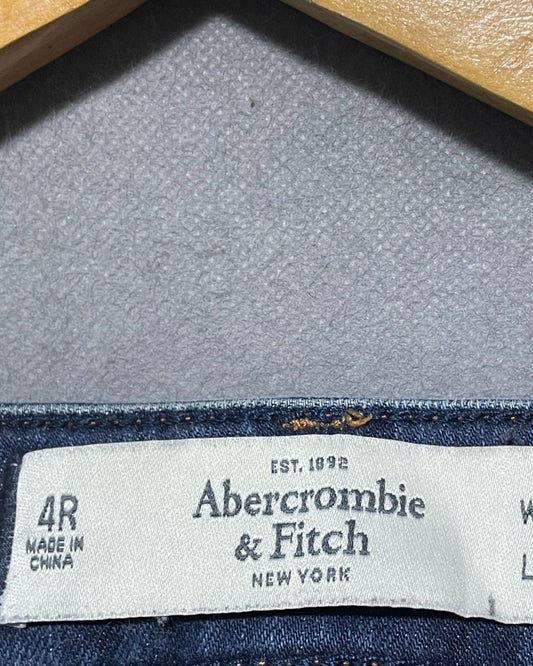 4R
MADE IN
CHINA
EST. 1892
Abercrombie
& Fitch
NEW YORK
W
L